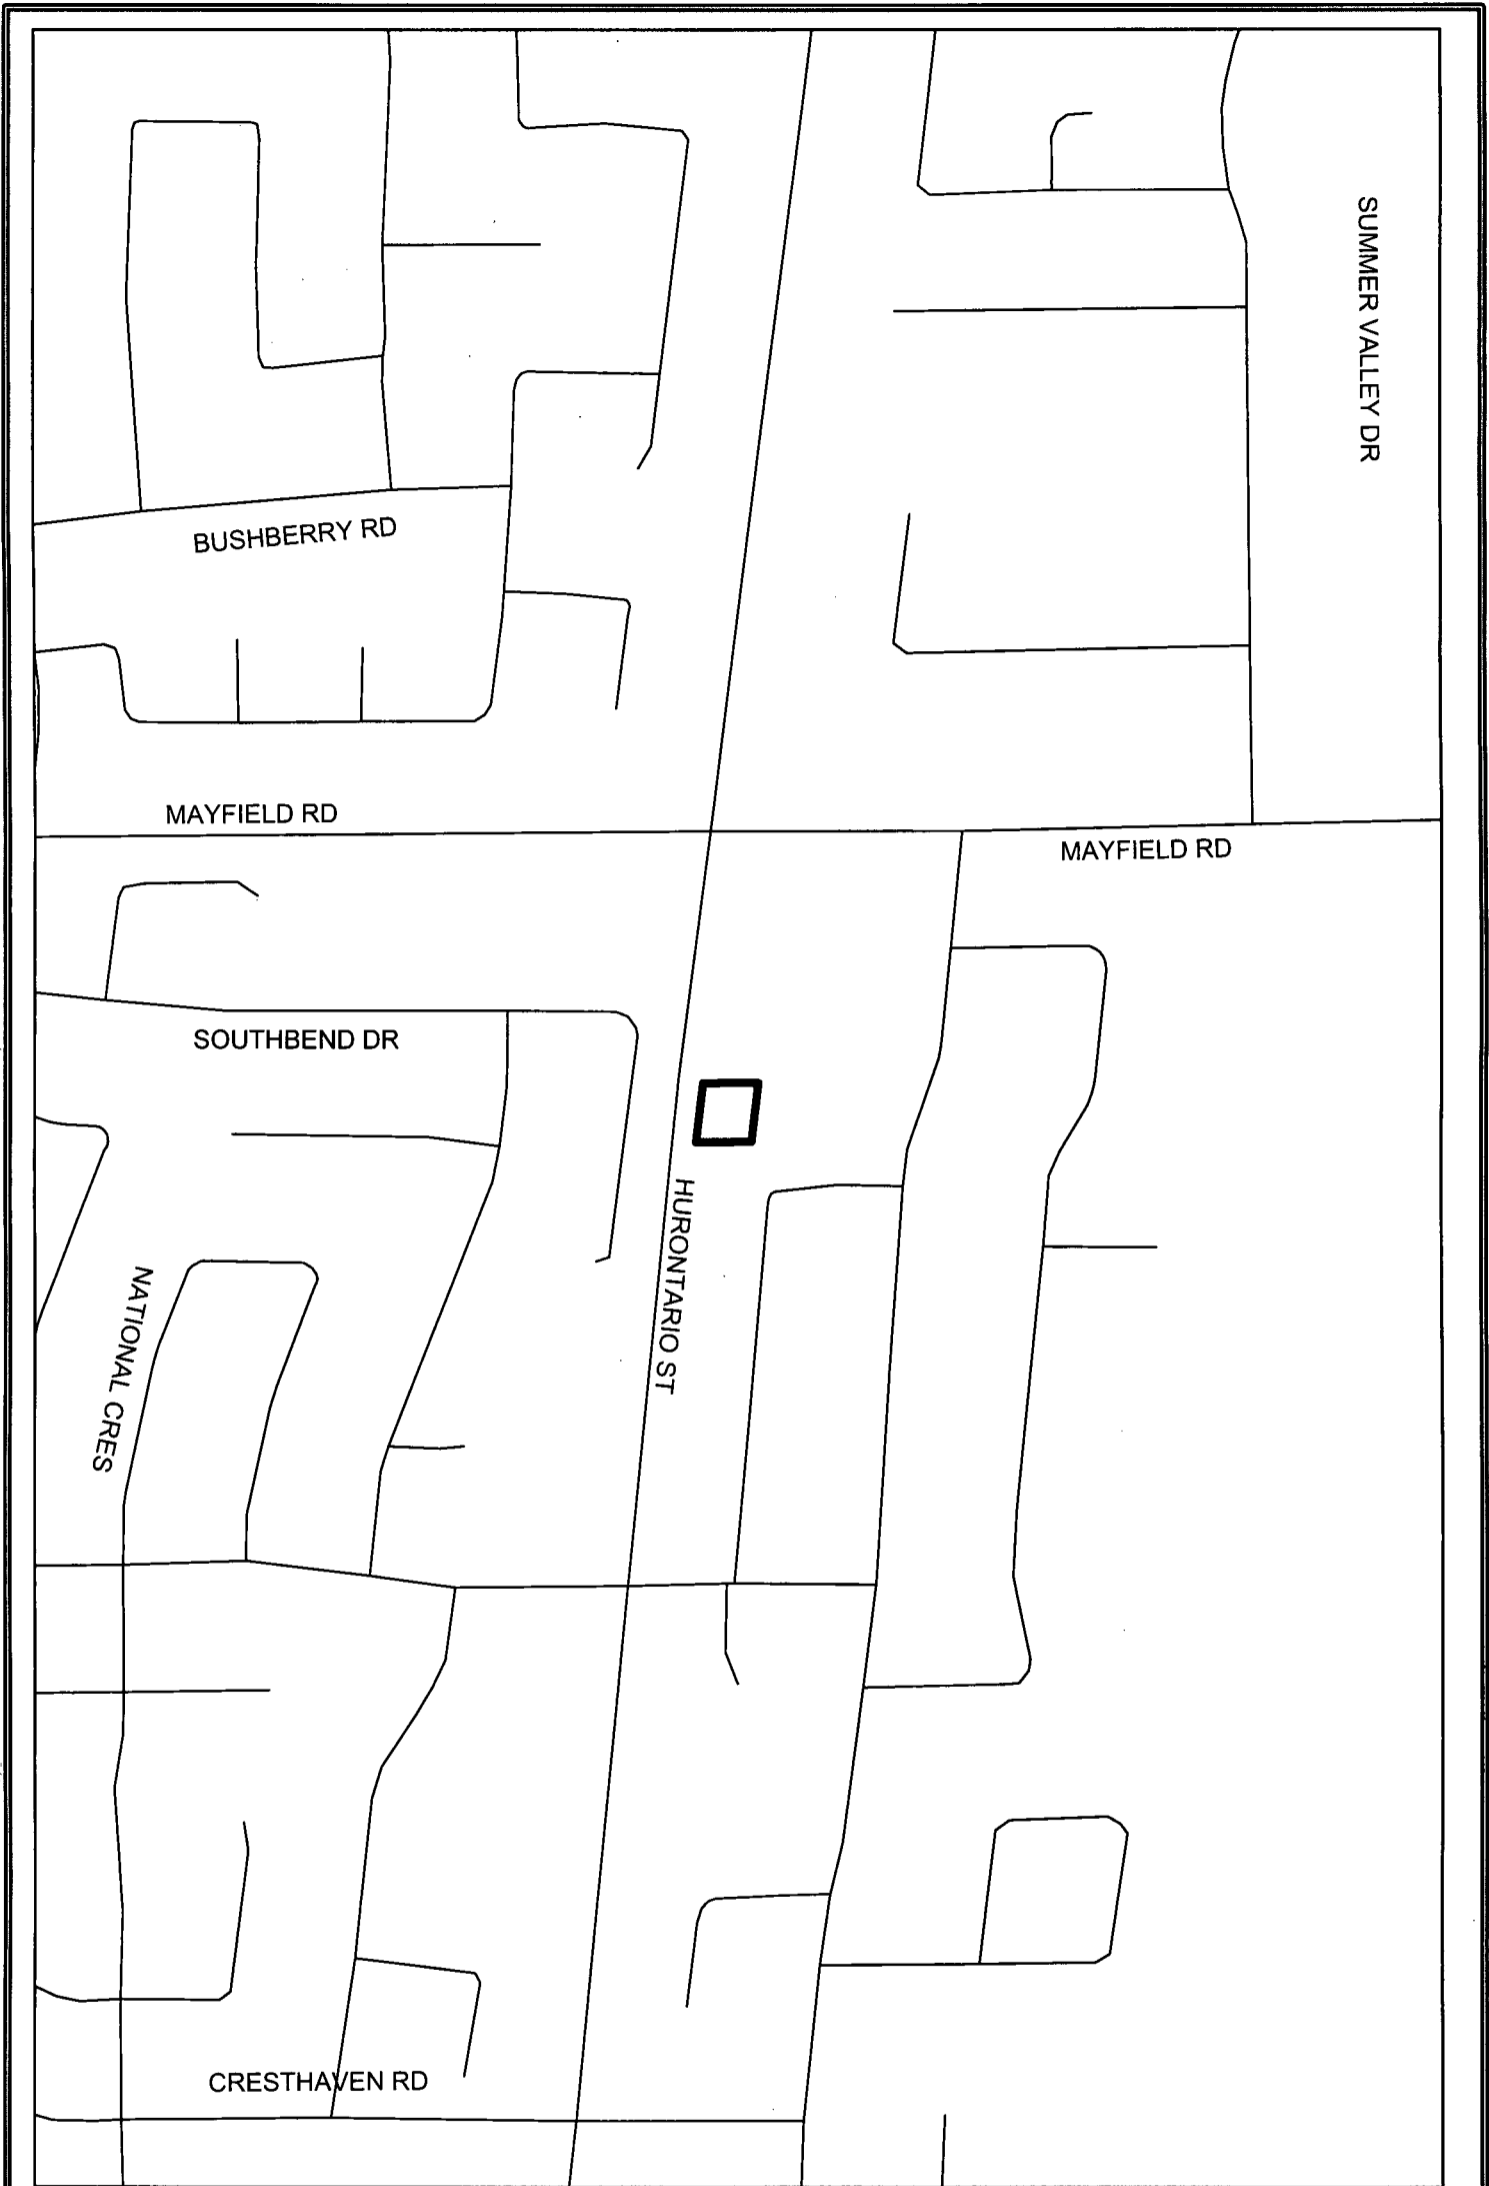 SUMMER VALLEY DR
BUSHBERRY RD
MAYFIELD RD
MAYFIELD RD
SOUTHBEND DR
HURONTARIO ST
NATIONAL CRES
CRESTHAVEN RD